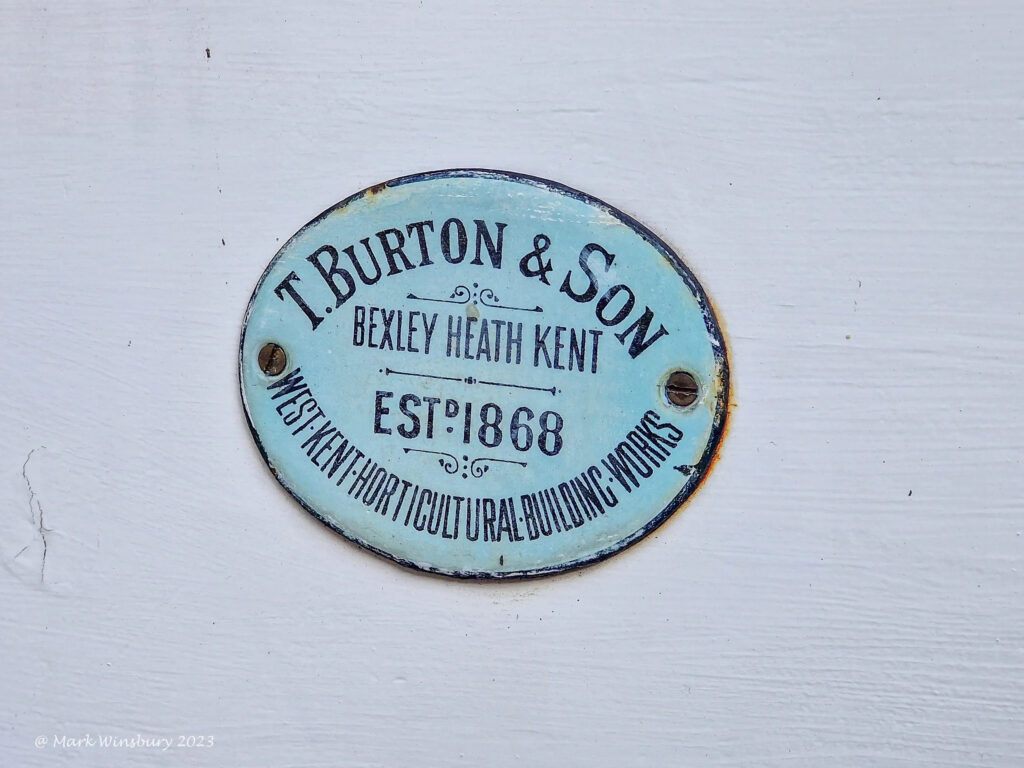 T. BURTON & SON
BEXLEY HEATH KENT
ESTD. 1868
WEST·KENT·HORTICULTURAL·BUILDING·WORKS
@ Mark Winsbury 2023